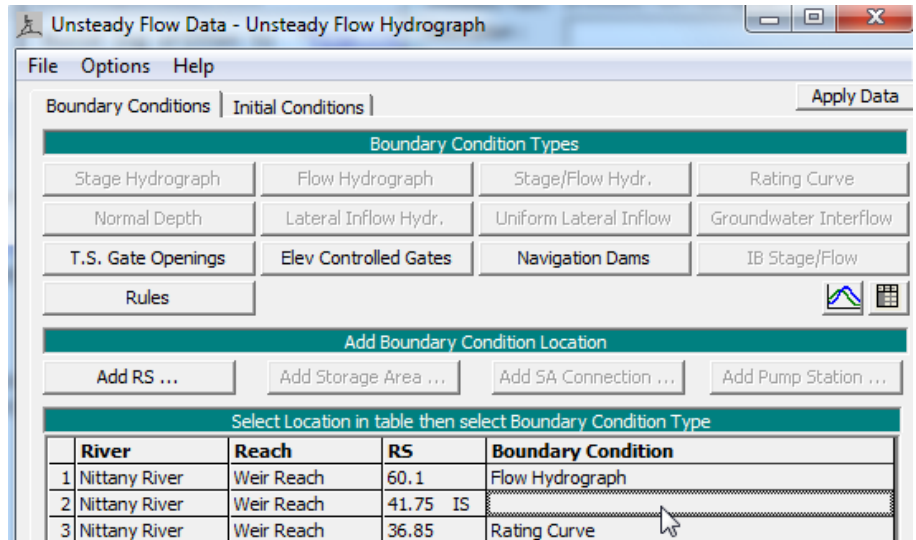 Unsteady Flow Data - Unsteady Flow Hydrograph
File Options Help
Boundary Conditions Initial Conditions Apply Data
Boundary Condition Types
Stage Hydrograph Flow Hydrograph Stage/Flow Hydr. Rating Curve
Normal Depth Lateral Inflow Hydr. Uniform Lateral Inflow Groundwater Interflow
T.S. Gate Openings Elev Controlled Gates Navigation Dams IB Stage/Flow
Rules
Add Boundary Condition Location
Add RS ... Add Storage Area ... Add SA Connection ... Add Pump Station ...
Select Location in table then select Boundary Condition Type
River Reach RS Boundary Condition
1 Nittany River Weir Reach 60.1 Flow Hydrograph
2 Nittany River Weir Reach 41.75 IS
3 Nittany River Weir Reach 36.85 Rating Curve